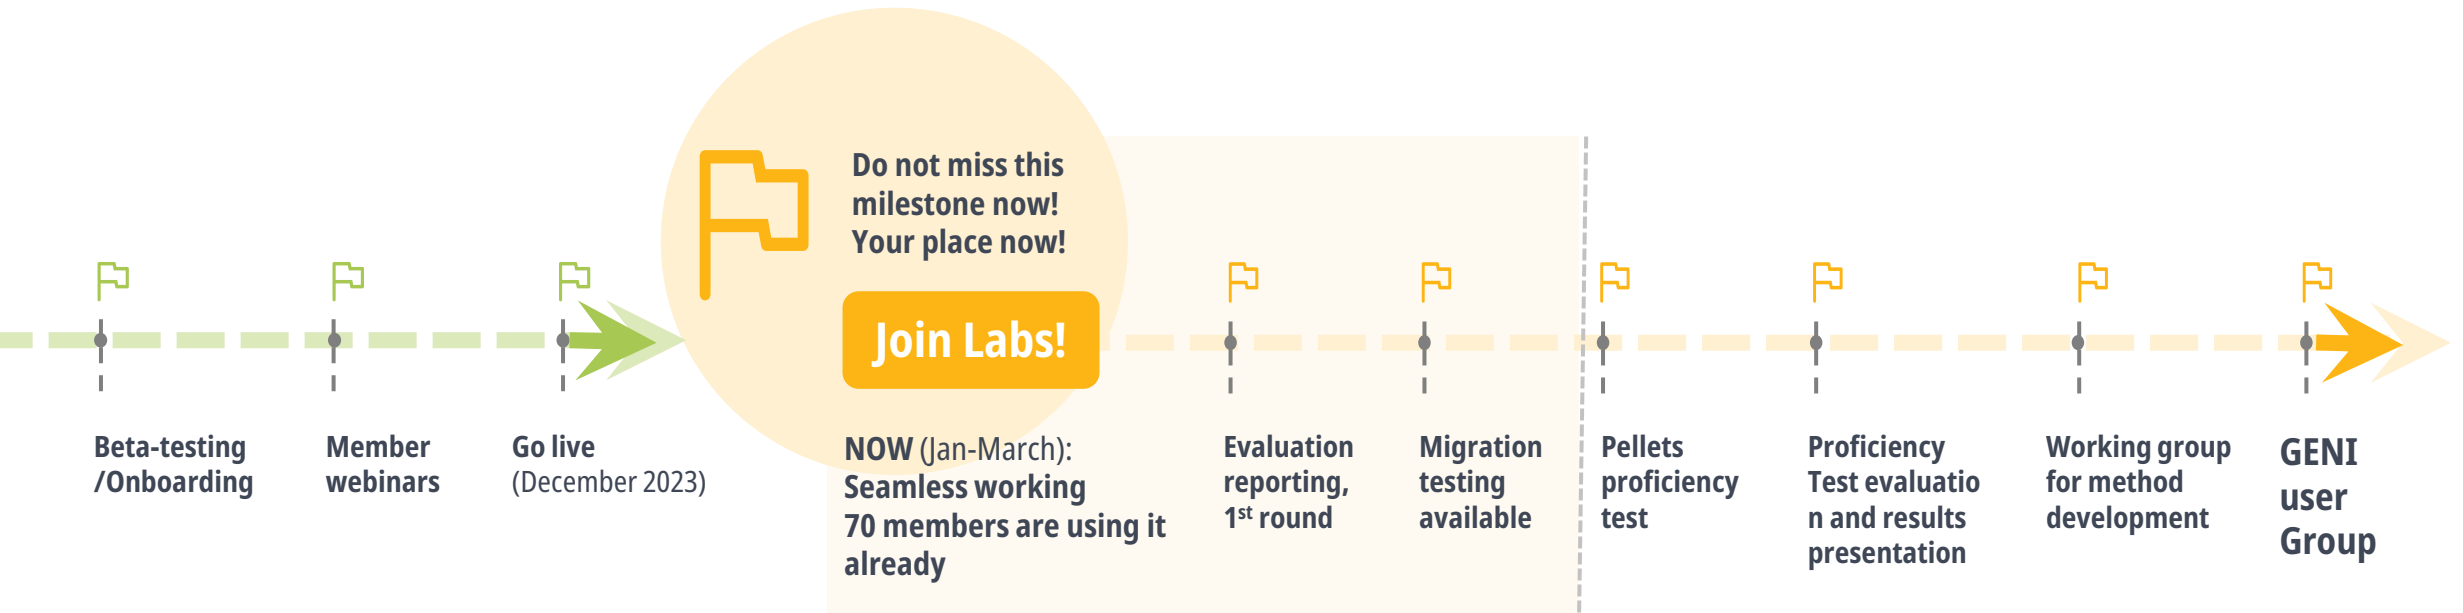 Do not miss this
milestone now!
Your place now!
Join Labs!
Beta-testing
/Onboarding
Member
webinars
Go live
(December 2023)
NOW (Jan-March):
Seamless working
70 members are using it
already
Evaluation
reporting,
1st round
Migration
testing
available
Pellets
proficiency
test
Proficiency
Test evaluatio
n and results
presentation
Working group
for method
development
GENI
user
Group